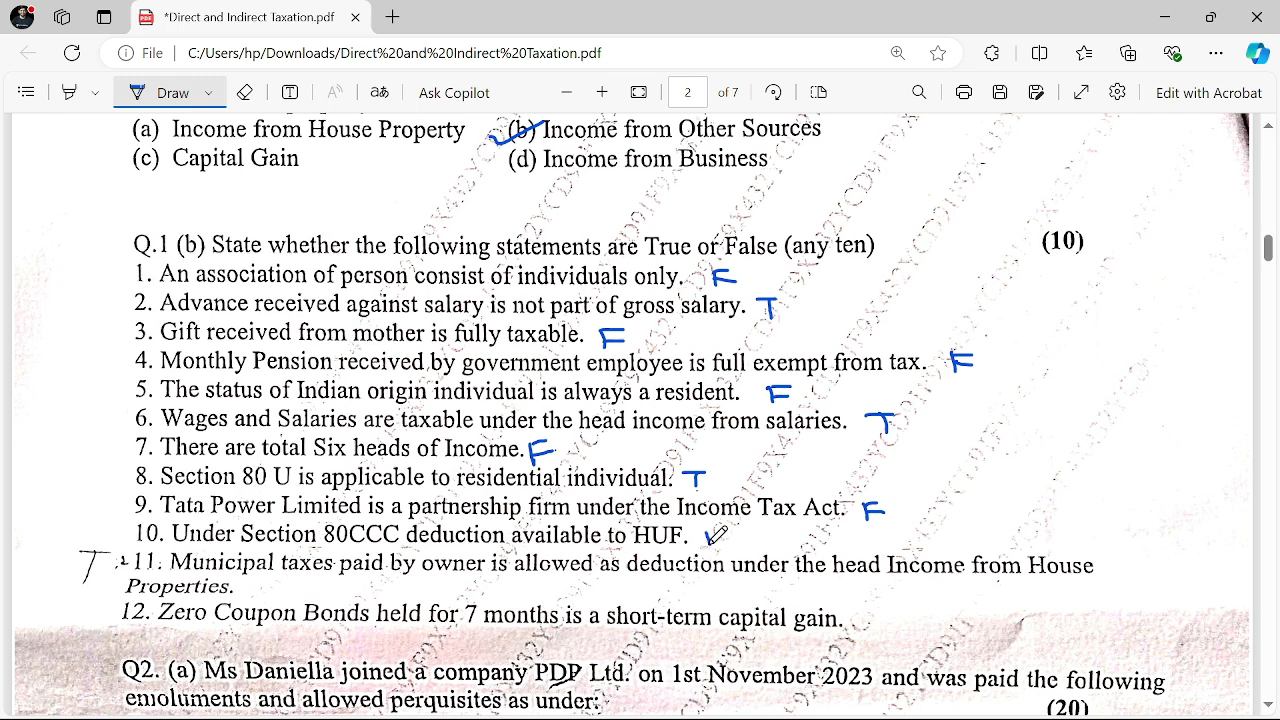 *Direct and Indirect Taxation.pdf
File C:/Users/hp/Downloads/Direct%20and%20Indirect%20Taxation.pdf
Draw Ask Copilot 2 of 7 Edit with Acrobat
(a) Income from House Property (b) Income from Other Sources
(c) Capital Gain (d) Income from Business
Q.1 (b) State whether the following statements are True or False (any ten) (10)
1. An association of person consist of individuals only. F
2. Advance received against salary is not part of gross salary. T
3. Gift received from mother is fully taxable. F
4. Monthly Pension received by government employee is full exempt from tax. F
5. The status of Indian origin individual is always a resident. F
6. Wages and Salaries are taxable under the head income from salaries. T
7. There are total Six heads of Income. F
8. Section 80 U is applicable to residential individual. T
9. Tata Power Limited is a partnership firm under the Income Tax Act. F
10. Under Section 80CCC deduction available to HUF.
T 11. Municipal taxes paid by owner is allowed as deduction under the head Income from House
Properties.
12. Zero Coupon Bonds held for 7 months is a short-term capital gain.
Q2. (a) Ms Daniella joined a company PDP Ltd. on 1st November 2023 and was paid the following
emoluments and allowed perquisites as under: (20)